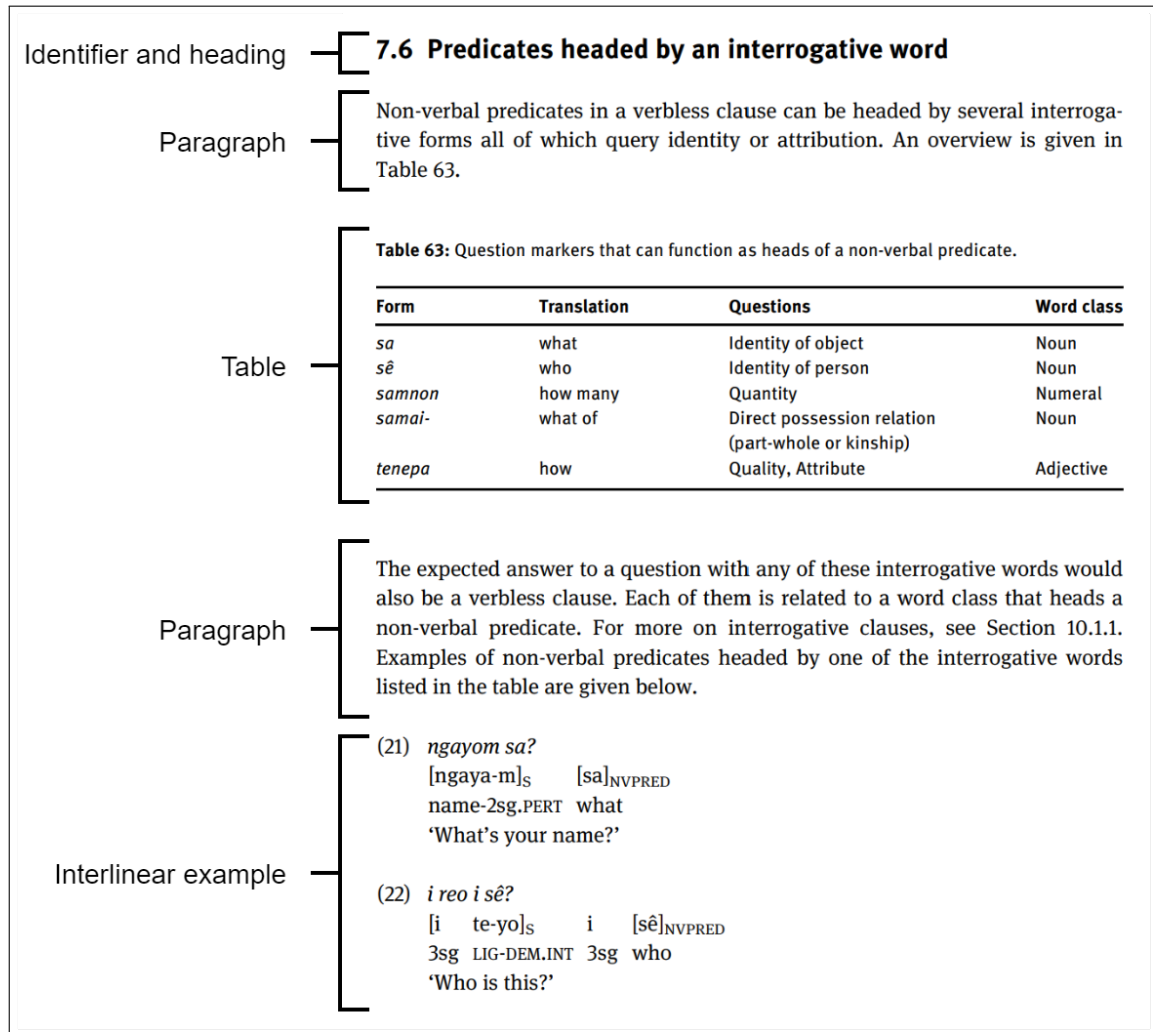 Identifier and heading
7.6 Predicates headed by an interrogative word
Paragraph
Non-verbal predicates in a verbless clause can be headed by several interroga-
tive forms all of which query identity or attribution. An overview is given in
Table 63.
Table
Table 63: Question markers that can function as heads of a non-verbal predicate.
Form Translation Questions Word class
sa what Identity of object Noun
sê who Identity of person Noun
samnon how many Quantity Numeral
samai- what of Direct possession relation Noun
(part-whole or kinship)
tenepa how Quality, Attribute Adjective
Paragraph
The expected answer to a question with any of these interrogative words would
also be a verbless clause. Each of them is related to a word class that heads a
non-verbal predicate. For more on interrogative clauses, see Section 10.1.1.
Examples of non-verbal predicates headed by one of the interrogative words
listed in the table are given below.
Interlinear example
(21) ngayom sa?
[ngaya-m]S [sa]NVPRED
name-2sg.PERT what
‘What’s your name?’
(22) i reo i sê?
[i te-yo]S i [sê]NVPRED
3sg LIG-DEM.INT 3sg who
‘Who is this?’